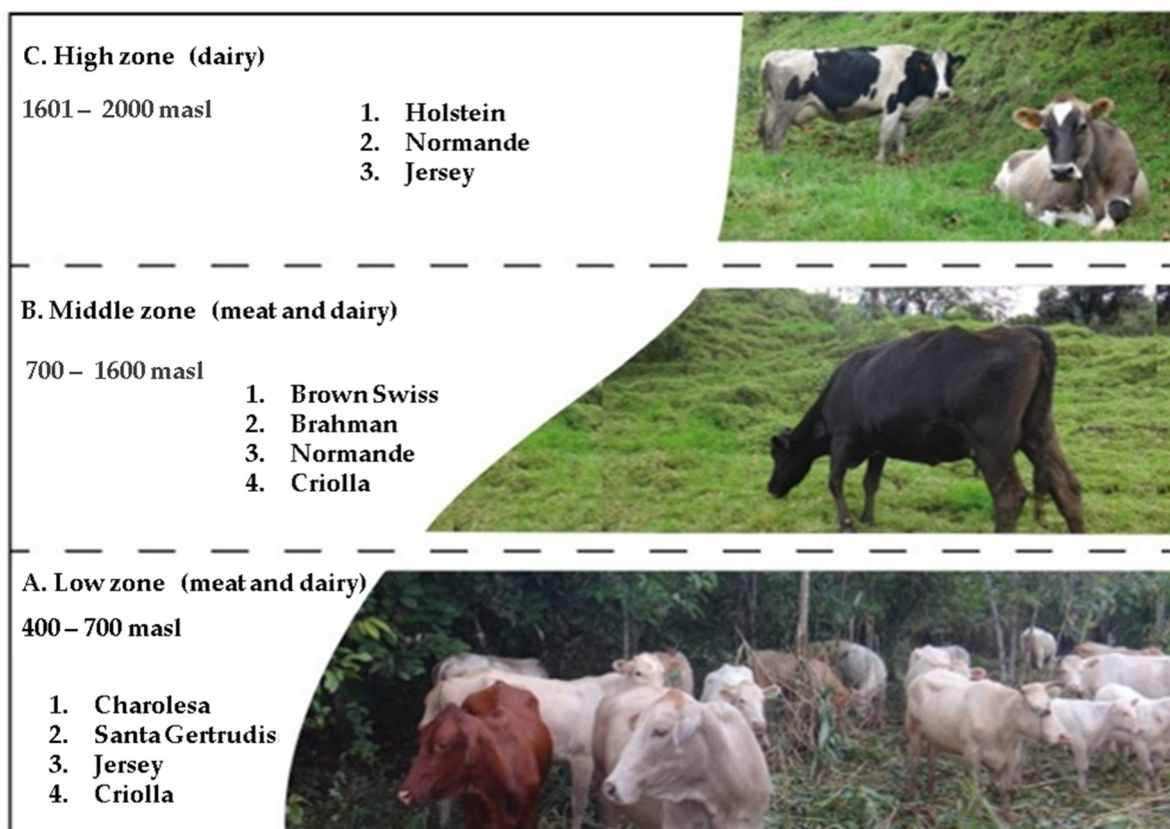 C. High zone (dairy)
1601 – 2000 masl
1. Holstein
2. Normande
3. Jersey
B. Middle zone (meat and dairy)
700 – 1600 masl
1. Brown Swiss
2. Brahman
3. Normande
4. Criolla
A. Low zone (meat and dairy)
400 – 700 masl
1. Charolesa
2. Santa Gertrudis
3. Jersey
4. Criolla